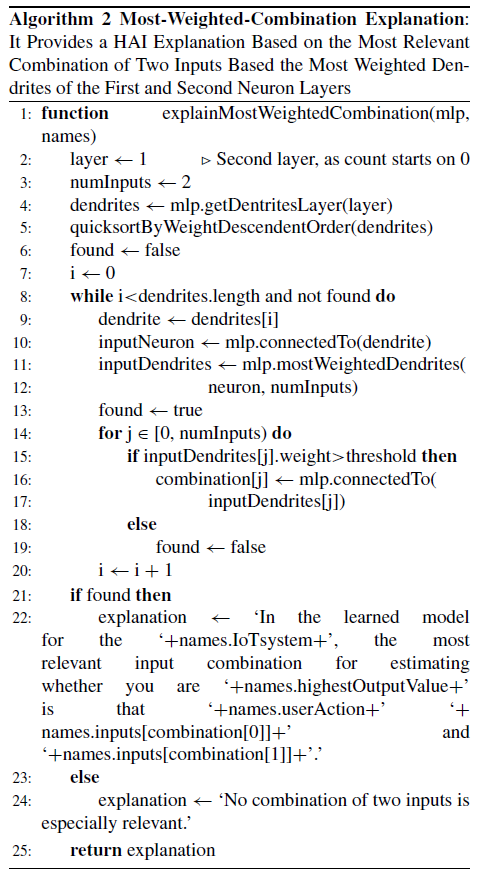 Algorithm 2 Most-Weighted-Combination Explanation:
It Provides a HAI Explanation Based on the Most Relevant
Combination of Two Inputs Based the Most Weighted Den-
drites of the First and Second Neuron Layers
1: function explainMostWeightedCombination(mlp,
names)
2: layer ← 1 ▷ Second layer, as count starts on 0
3: numInputs ← 2
4: dendrites ← mlp.getDentritesLayer(layer)
5: quicksortByWeightDescendentOrder(dendrites)
6: found ← false
7: i ← 0
8: while i<dendrites.length and not found do
9: dendrite ← dendrites[i]
10: inputNeuron ← mlp.connectedTo(dendrite)
11: inputDendrites ← mlp.mostWeightedDendrites(
12: neuron, numInputs)
13: found ← true
14: for j ∈ [0, numInputs) do
15: if inputDendrites[j].weight>threshold then
16: combination[j] ← mlp.connectedTo(
17: inputDendrites[j])
18: else
19: found ← false
20: i ← i + 1
21: if found then
22: explanation ← ‘In the learned model
for the ‘+names.IoTsystem+’, the most
relevant input combination for estimating
whether you are ‘+names.highestOutputValue+’
is that ‘+names.userAction+’ ‘+
names.inputs[combination[0]]+’ and
‘+names.inputs[combination[1]]+’.’
23: else
24: explanation ← ‘No combination of two inputs is
especially relevant.’
25: return explanation